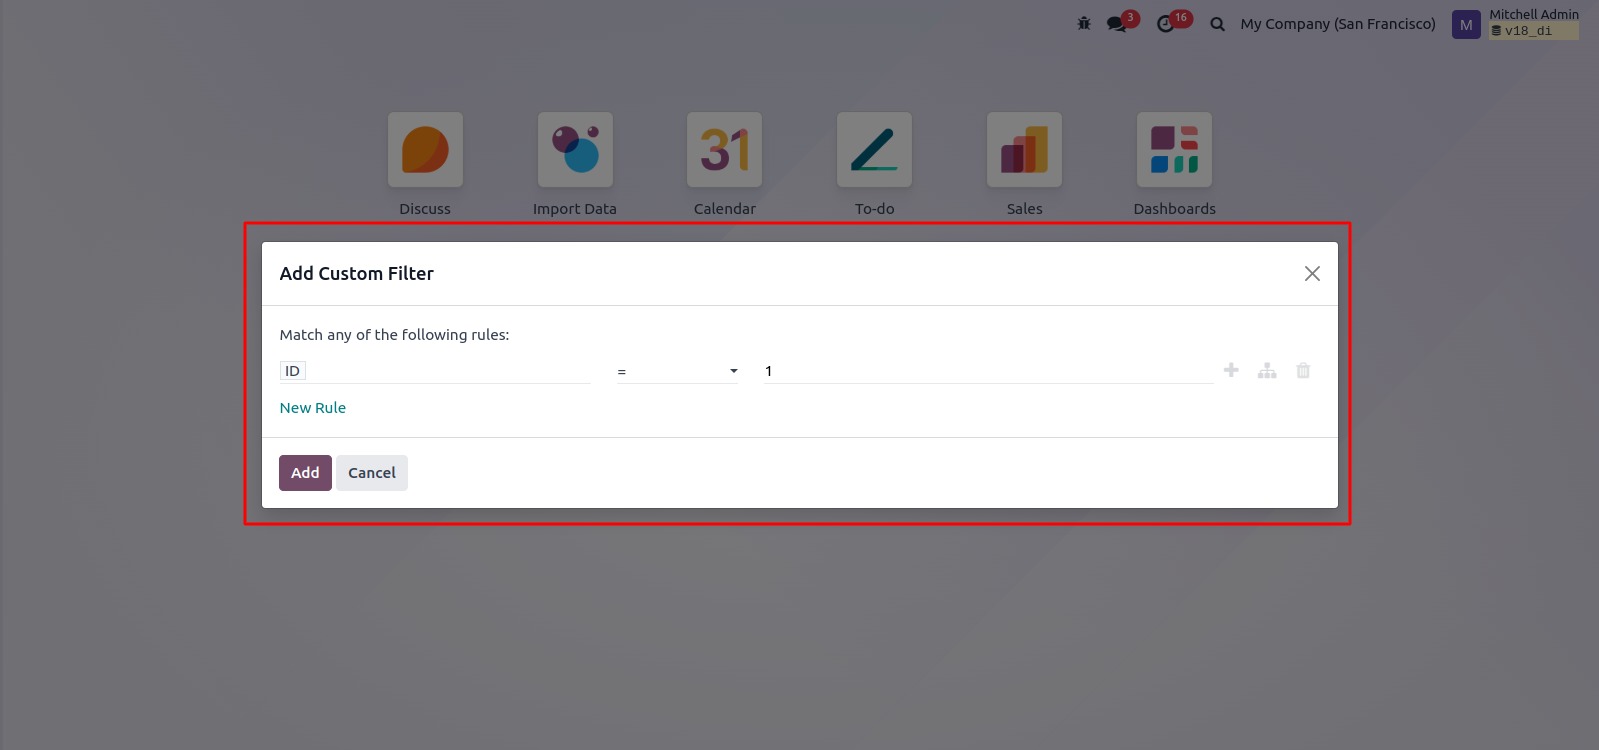 3 16 My Company (San Francisco) M Mitchell Admin
v18_di
31
Discuss Import Data Calendar To-do Sales Dashboards
Add Custom Filter
Match any of the following rules:
ID = 1
New Rule
Add Cancel